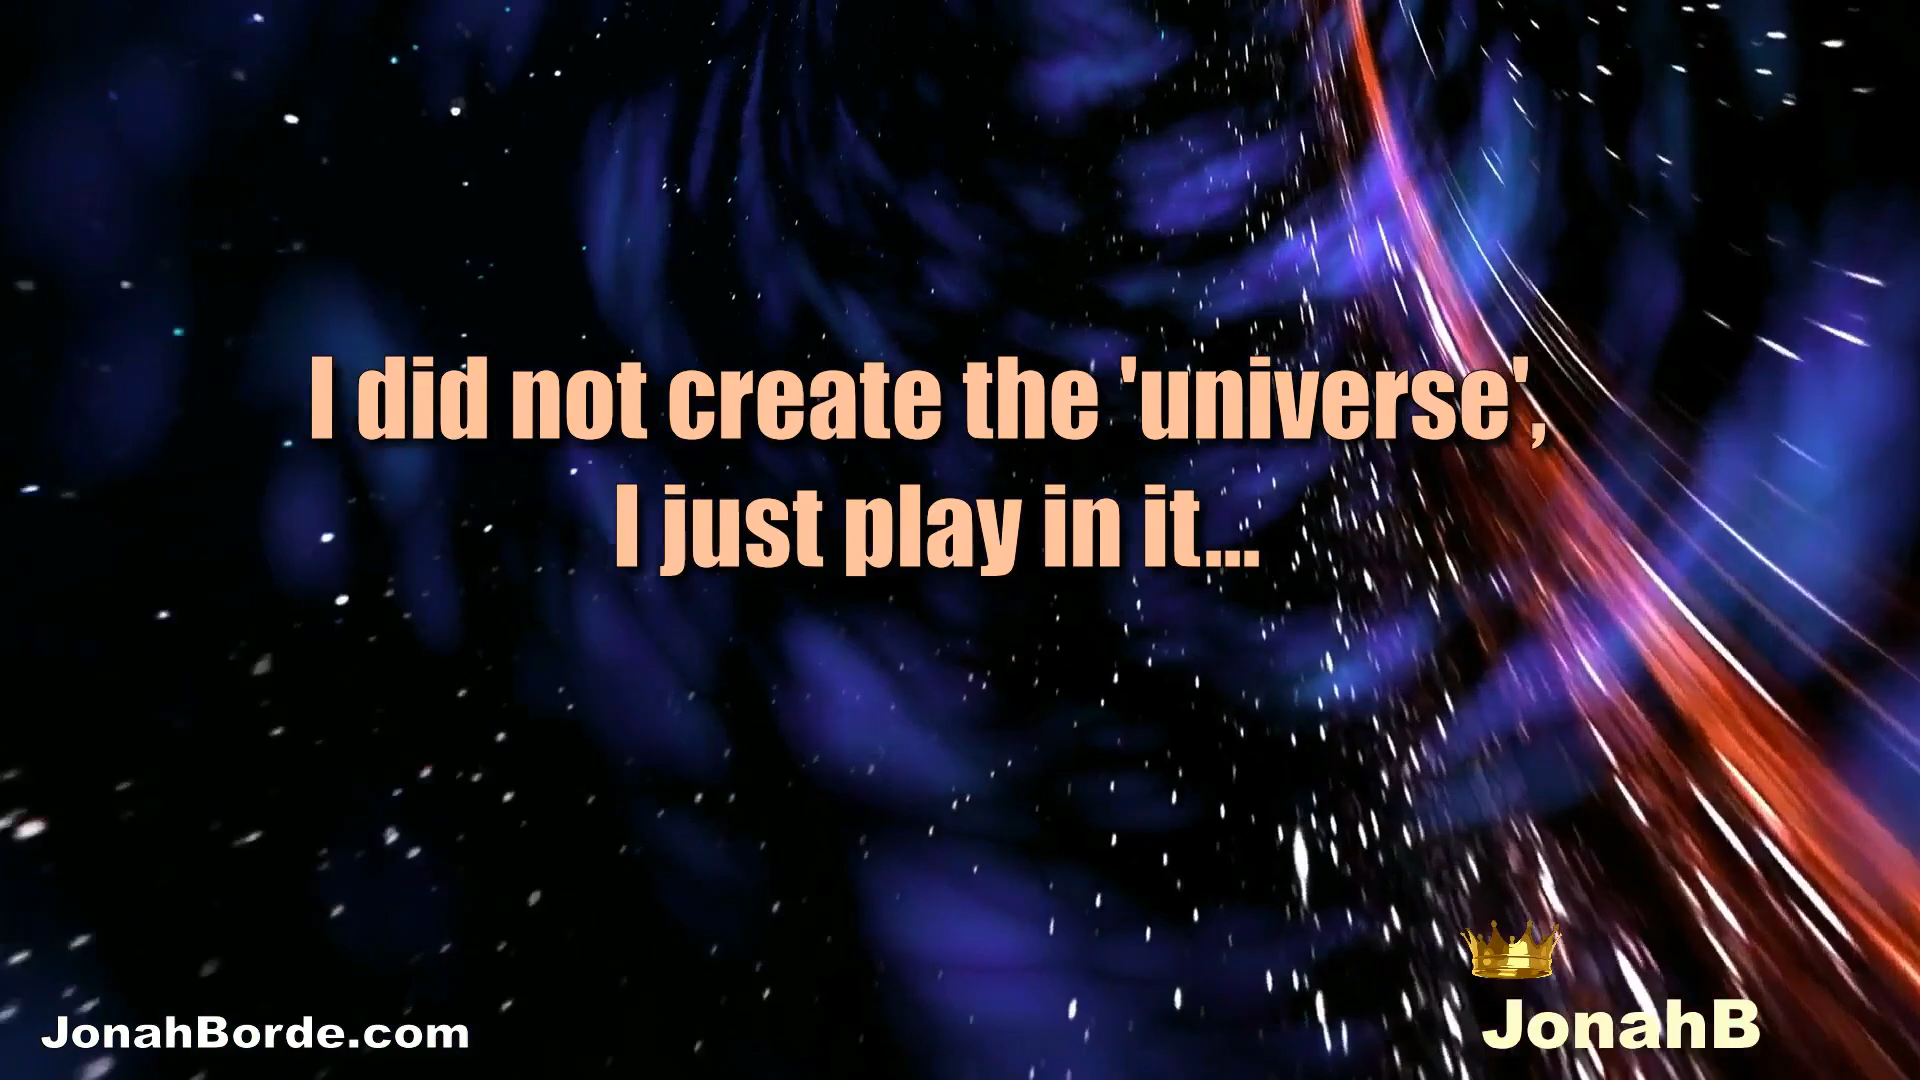 I did not create the 'universe',
I just play in it...
JonahBorde.com
JonahB